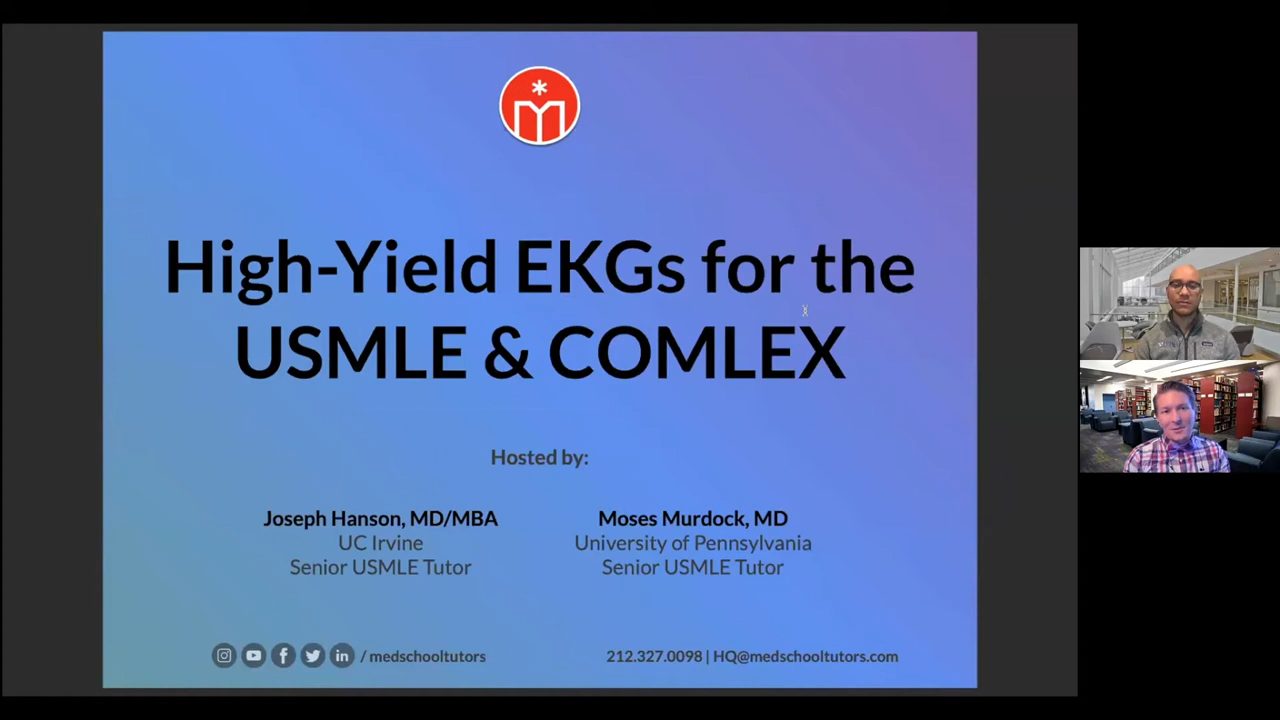 High-Yield EKGs for the
USMLE & COMLEX
Hosted by:
Joseph Hanson, MD/MBA
UC Irvine
Senior USMLE Tutor
Moses Murdock, MD
University of Pennsylvania
Senior USMLE Tutor
/ medschooltutors
212.327.0098 | HQ@medschooltutors.com